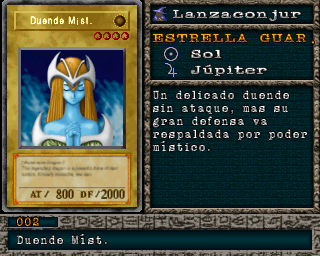 Duende Míst.
Lanzaconjur
ESTRELLA GUAR.
Sol
Júpiter
Un delicado duende
sin ataque, mas su
gran defensa va
respaldada por poder
místico.
AT/ 800 DF/2000
002
Duende Míst.